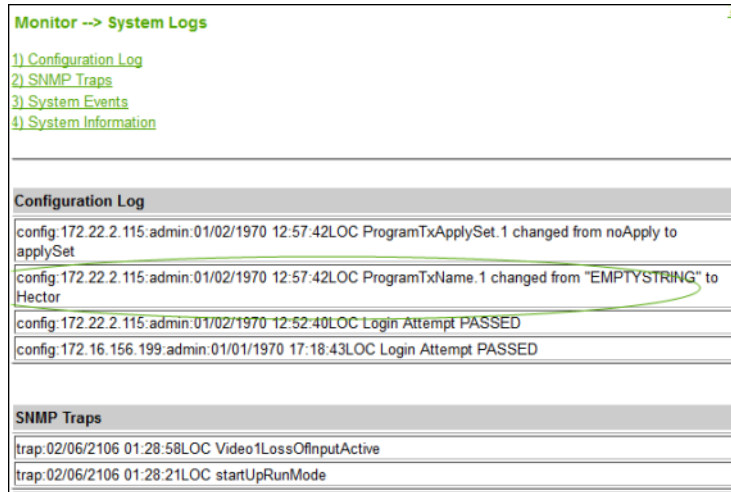 Monitor --> System Logs
1) Configuration Log
2) SNMP Traps
3) System Events
4) System Information
Configuration Log
config:172.22.2.115:admin:01/02/1970 12:57:42LOC ProgramTxApplySet.1 changed from noApply to
applySet
config:172.22.2.115:admin:01/02/1970 12:57:42LOC ProgramTxName.1 changed from "EMPTYSTRING" to
Hector
config:172.22.2.115:admin:01/02/1970 12:52:40LOC Login Attempt PASSED
config:172.16.156.199:admin:01/01/1970 17:18:43LOC Login Attempt PASSED
SNMP Traps
trap:02/06/2106 01:28:58LOC Video1LossOfInputActive
trap:02/06/2106 01:28:21LOC startUpRunMode